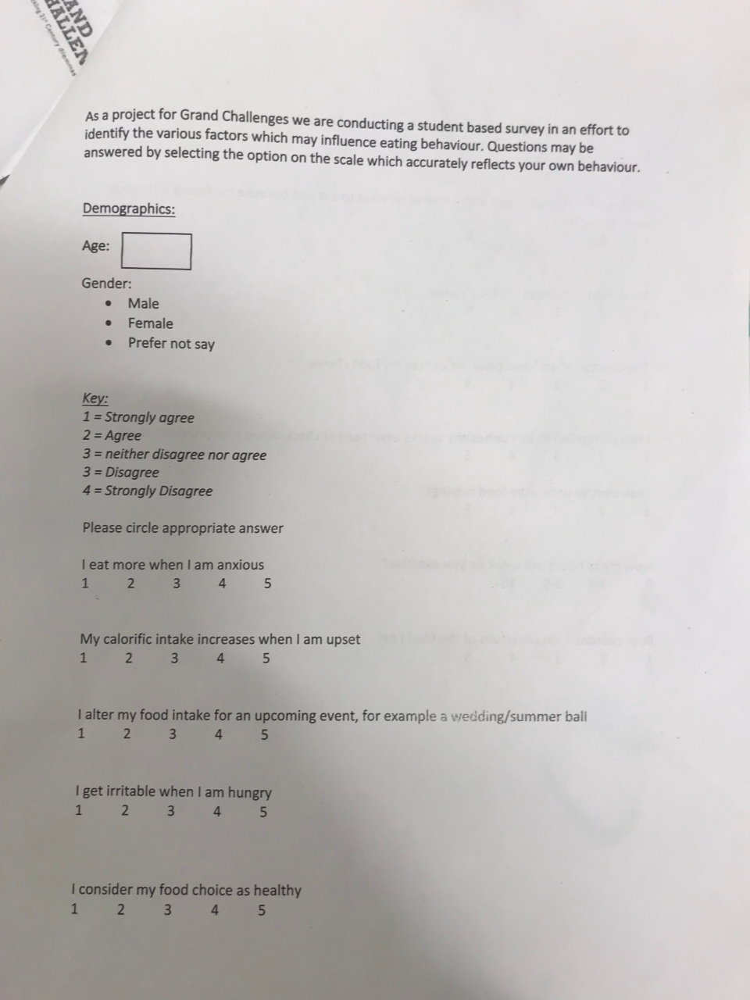 AND
HALLEN
21st Century dilemmas
As a project for Grand Challenges we are conducting a student based survey in an effort to
identify the various factors which may influence eating behaviour. Questions may be
answered by selecting the option on the scale which accurately reflects your own behaviour.
Demographics:
Age:
Gender:
• Male
• Female
• Prefer not say
Key:
1 = Strongly agree
2 = Agree
3 = neither disagree nor agree
3 = Disagree
4 = Strongly Disagree
Please circle appropriate answer
I eat more when I am anxious
1 2 3 4 5
My calorific intake increases when I am upset
1 2 3 4 5
I alter my food intake for an upcoming event, for example a wedding/summer ball
1 2 3 4 5
I get irritable when I am hungry
1 2 3 4 5
I consider my food choice as healthy
1 2 3 4 5